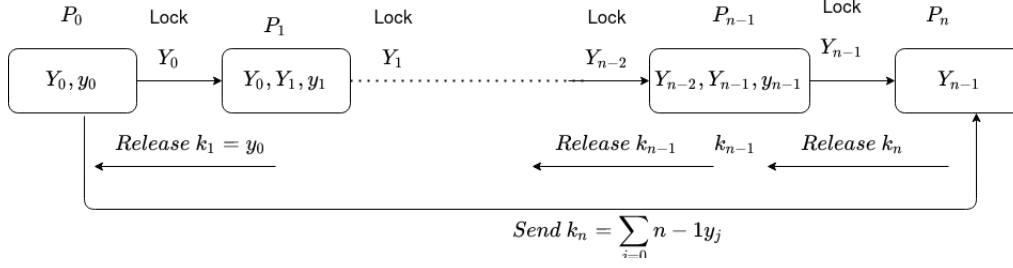 P_0 Lock Lock Lock P_{n-1} Lock P_n
P_1
Y_0 Y_1 Y_{n-2} Y_{n-1}
Y_0, y_0 Y_0, Y_1, y_1 Y_{n-2}, Y_{n-1}, y_{n-1} Y_{n-1}
Release k_1 = y_0 Release k_{n-1} k_{n-1} Release k_n
Send k_n = \sum_{i=0} n - 1y_j